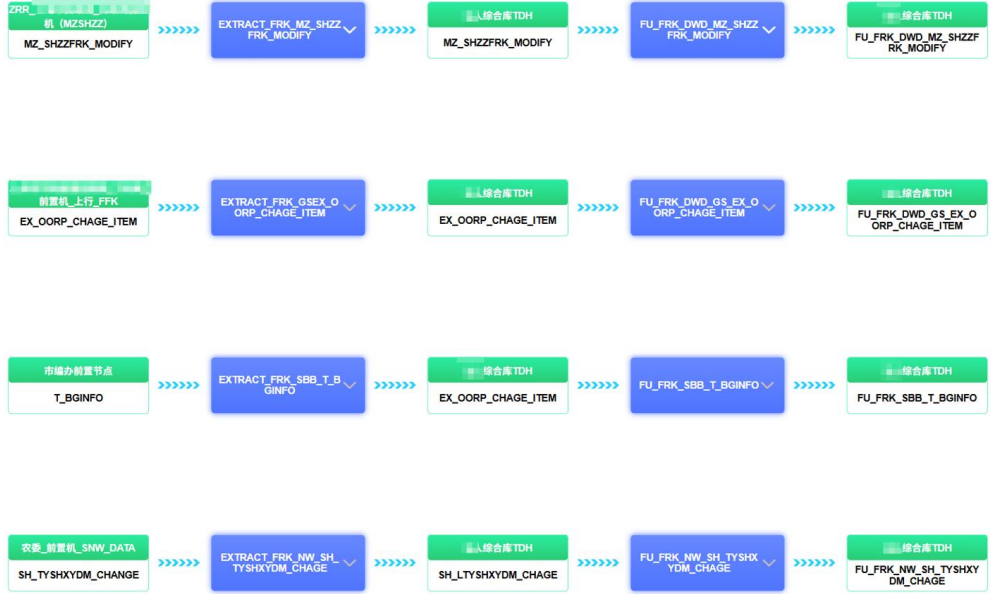 ZRR_
机（MZSHZZ）
MZ_SHZZFRK_MODIFY
EXTRACT_FRK_MZ_SHZZ
FRK_MODIFY
人综合库TDH
MZ_SHZZFRK_MODIFY
FU_FRK_DWD_MZ_SHZZ
FRK_MODIFY
综合库TDH
FU_FRK_DWD_MZ_SHZZF
RK_MODIFY
前置机_上行_FFK
EX_OORP_CHAGE_ITEM
EXTRACT_FRK_GSEX_O
ORP_CHAGE_ITEM
综合库TDH
EX_OORP_CHAGE_ITEM
FU_FRK_DWD_GS_EX_O
ORP_CHAGE_ITEM
综合库TDH
FU_FRK_DWD_GS_EX_O
ORP_CHAGE_ITEM
市编办前置节点
T_BGINFO
EXTRACT_FRK_SBB_T_B
GINFO
综合库TDH
EX_OORP_CHAGE_ITEM
FU_FRK_SBB_T_BGINFO
综合库TDH
FU_FRK_SBB_T_BGINFO
农委_前置机_SNW_DATA
SH_TYSHXYDM_CHANGE
EXTRACT_FRK_NW_SH_
TYSHXYDM_CHAGE
人综合库TDH
SH_LTYSHXYDM_CHAGE
FU_FRK_NW_SH_TYSHX
YDM_CHAGE
综合库TDH
FU_FRK_NW_SH_TYSHXY
DM_CHAGE